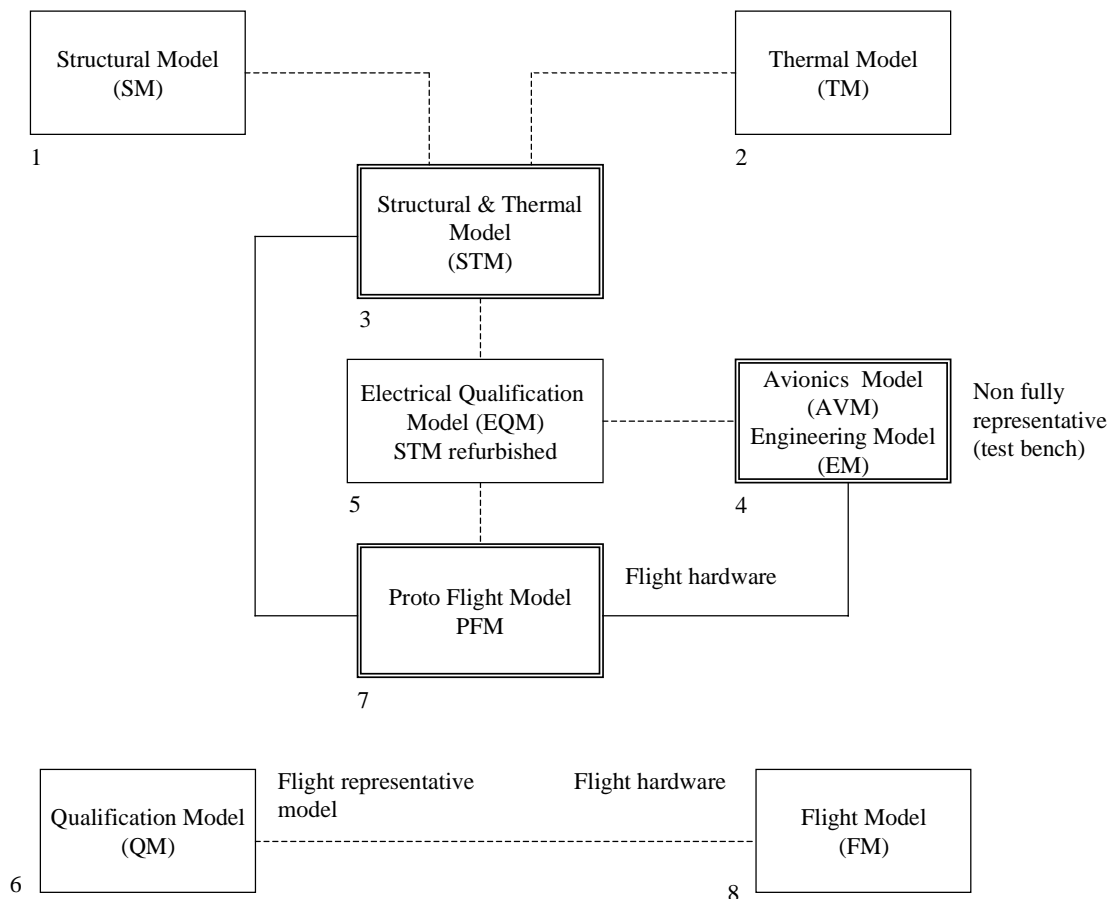 Structural Model
(SM)
1
Thermal Model
(TM)
2
Structural & Thermal
Model
(STM)
3
Electrical Qualification
Model (EQM)
STM refurbished
5
Avionics Model
(AVM)
Engineering Model
(EM)
4
Non fully
representative
(test bench)
Proto Flight Model
PFM
7
Flight hardware
Qualification Model
(QM)
6
Flight representative
model
Flight hardware
Flight Model
(FM)
8